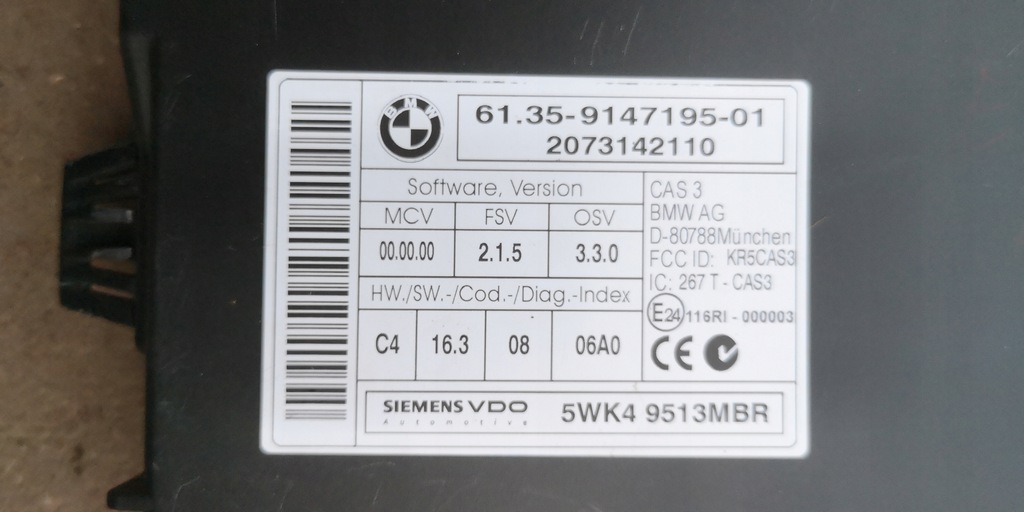 BMW
61.35-9147195-01
2073142110
Software, Version
MCV FSV OSV
00.00.00 2.1.5 3.3.0
HW./SW.-/Cod.-/Diag.-Index
C4 16.3 08 06A0
CAS 3
BMW AG
D-80788München
FCC ID: KR5CAS3
IC: 267 T - CAS3
E24 116RI - 000003
CE
SIEMENS VDO
Automotive
5WK4 9513MBR